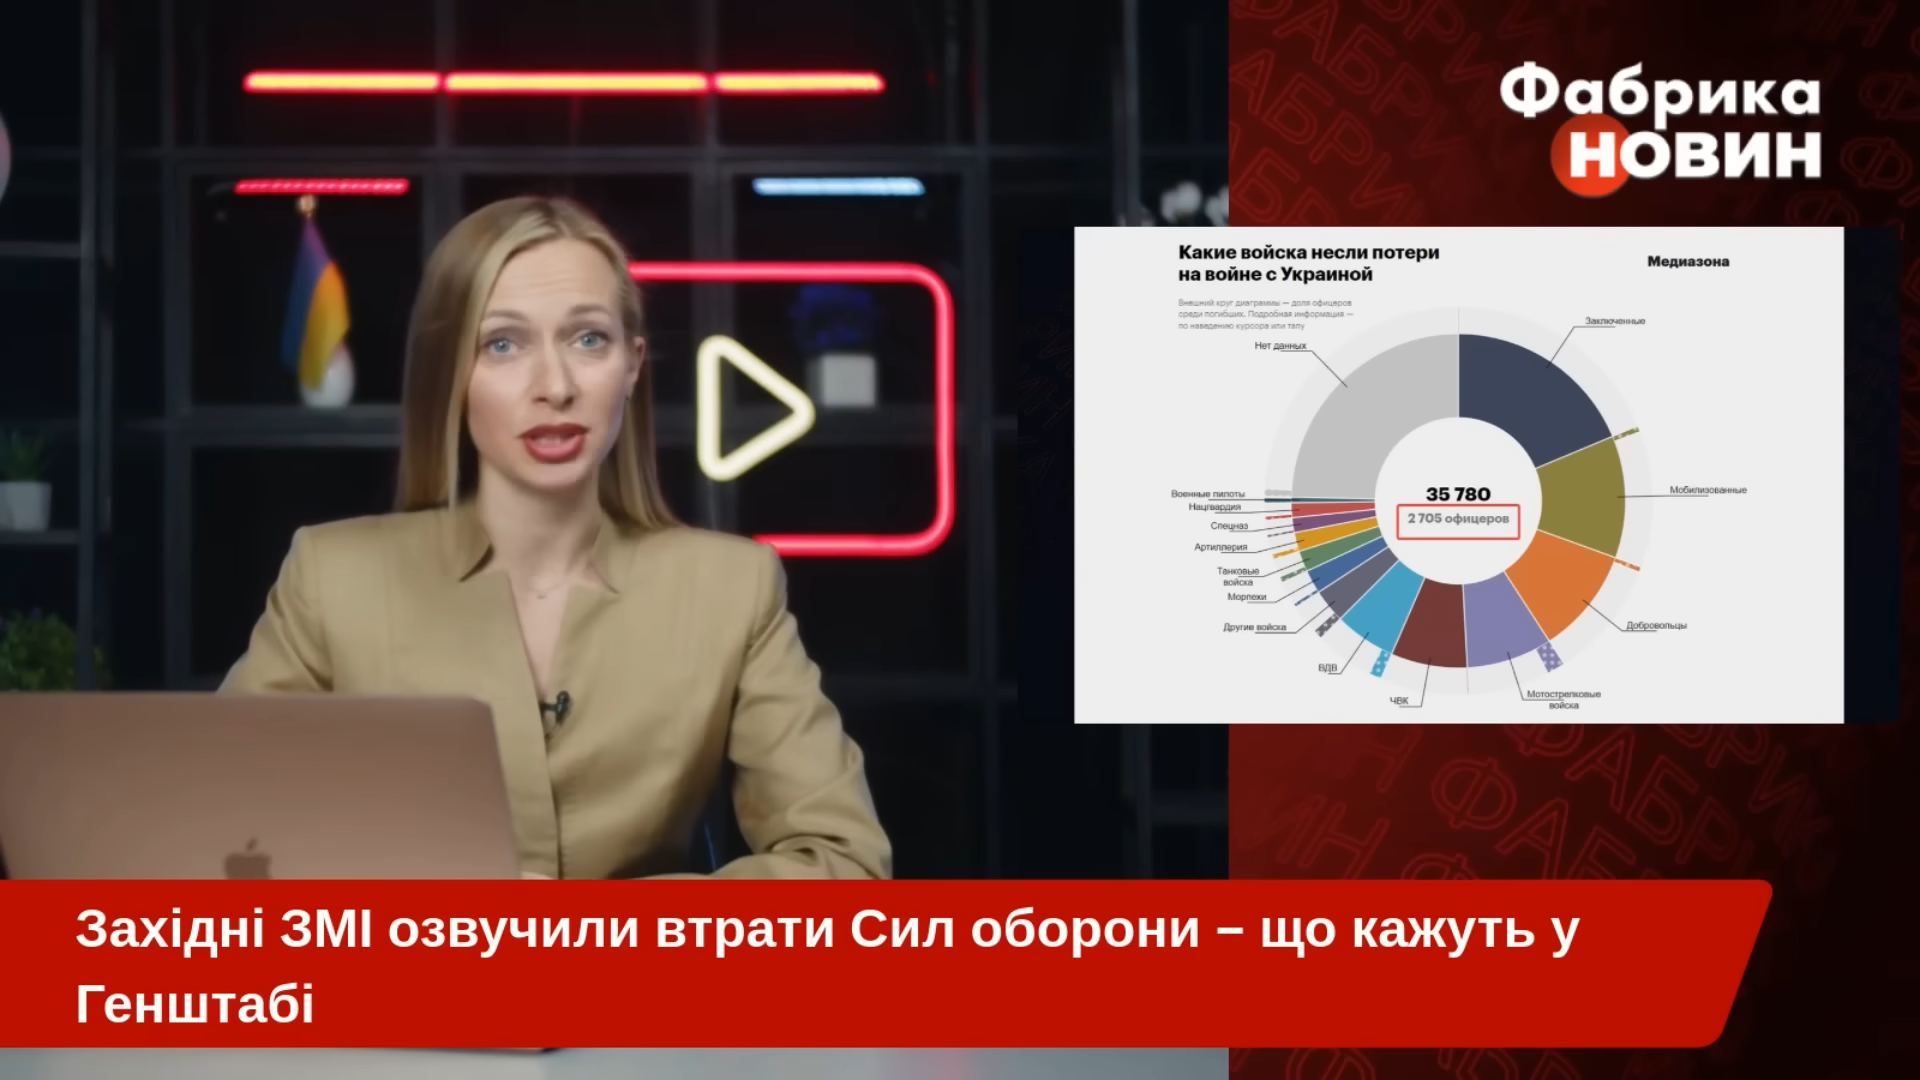 Фабрика
новин
Какие войска несли потери
на войне с Украиной
Медиазона
Внешний круг диаграммы — доля офицеров
среди погибших. Подробная информация —
по наведению курсора или тапу
Нет данных
Заключенные
Мобилизованные
Добровольцы
Мотострелковые
войска
ЧВК
ВДВ
Другие войска
Морпехи
Танковые
войска
Артиллерия
Спецназ
Нацгвардия
Военные пилоты
35 780
2 705 офицеров
Західні ЗМІ озвучили втрати Сил оборони – що кажуть у
Генштабі